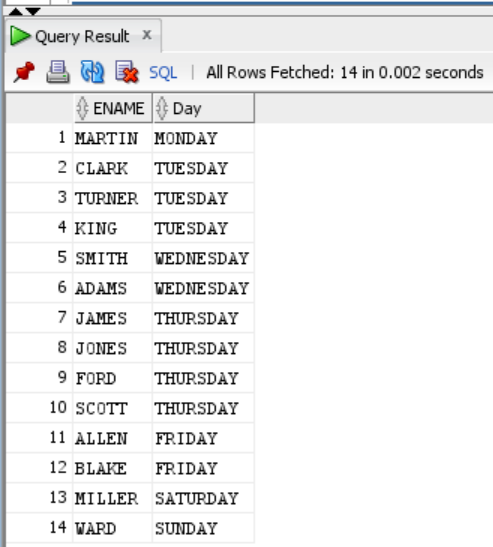 Query Result x
SQL | All Rows Fetched: 14 in 0.002 seconds
ENAME Day
1 MARTIN MONDAY
2 CLARK TUESDAY
3 TURNER TUESDAY
4 KING TUESDAY
5 SMITH WEDNESDAY
6 ADAMS WEDNESDAY
7 JAMES THURSDAY
8 JONES THURSDAY
9 FORD THURSDAY
10 SCOTT THURSDAY
11 ALLEN FRIDAY
12 BLAKE FRIDAY
13 MILLER SATURDAY
14 WARD SUNDAY